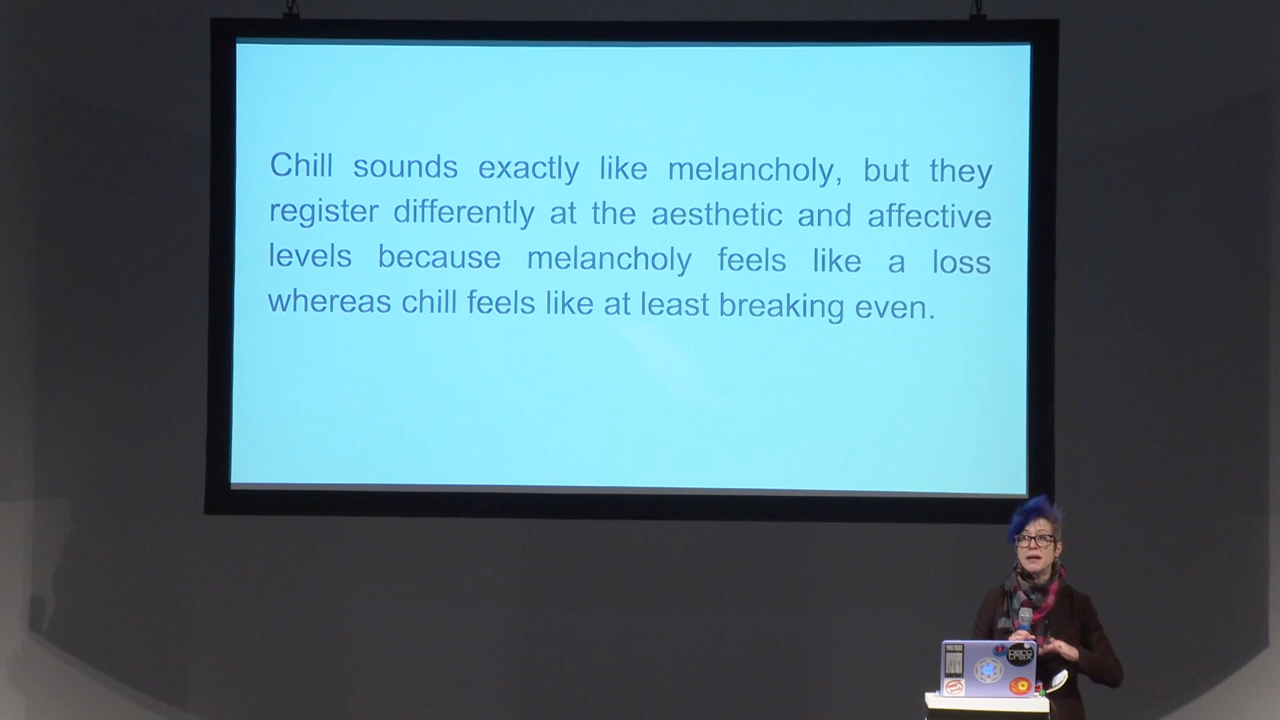 Chill sounds exactly like melancholy, but they
register differently at the aesthetic and affective
levels because melancholy feels like a loss
whereas chill feels like at least breaking even.